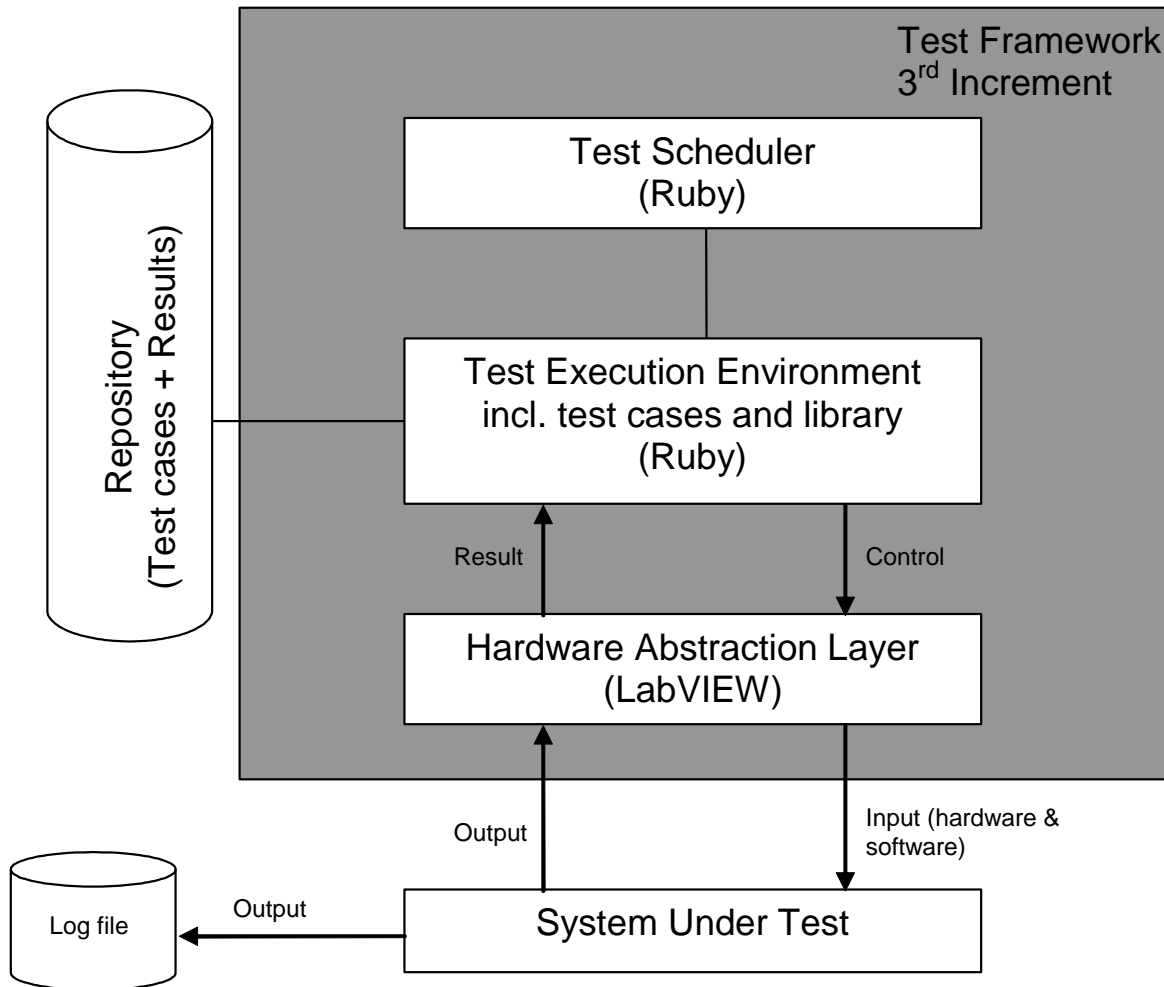 Test Framework
3rd Increment
Test Scheduler
(Ruby)
Repository
(Test cases + Results)
Test Execution Environment
incl. test cases and library
(Ruby)
Result
Control
Hardware Abstraction Layer
(LabVIEW)
Output
Input (hardware &
software)
Log file
Output
System Under Test